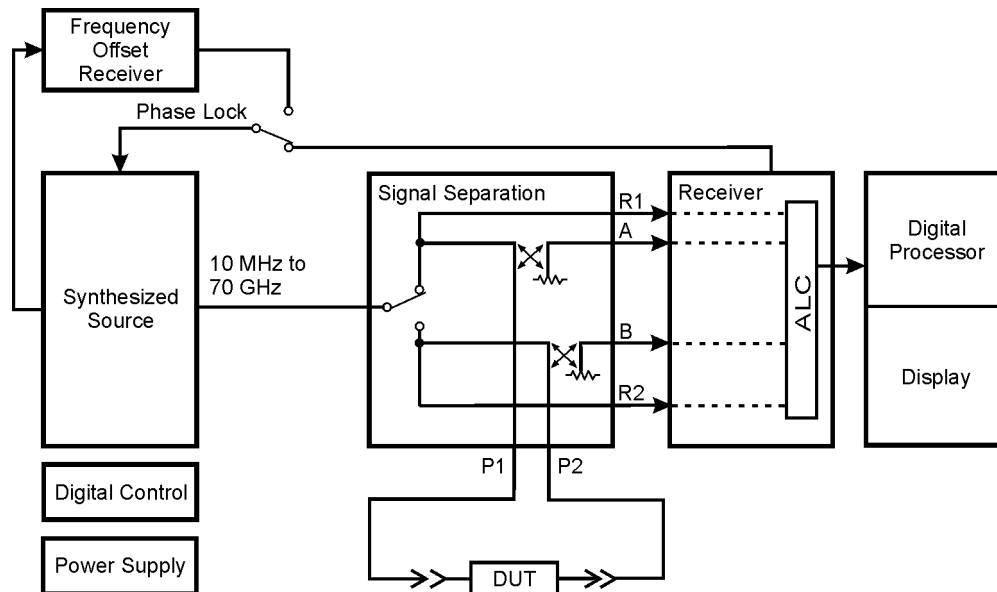 Frequency
Offset
Receiver
Phase Lock
Signal Separation
Receiver
R1
A
Digital
Processor
10 MHz to
70 GHz
Synthesized
Source
ALC
B
Display
R2
P1
P2
Digital Control
Power Supply
DUT